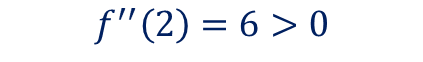 f′′(2) = 6 > 0